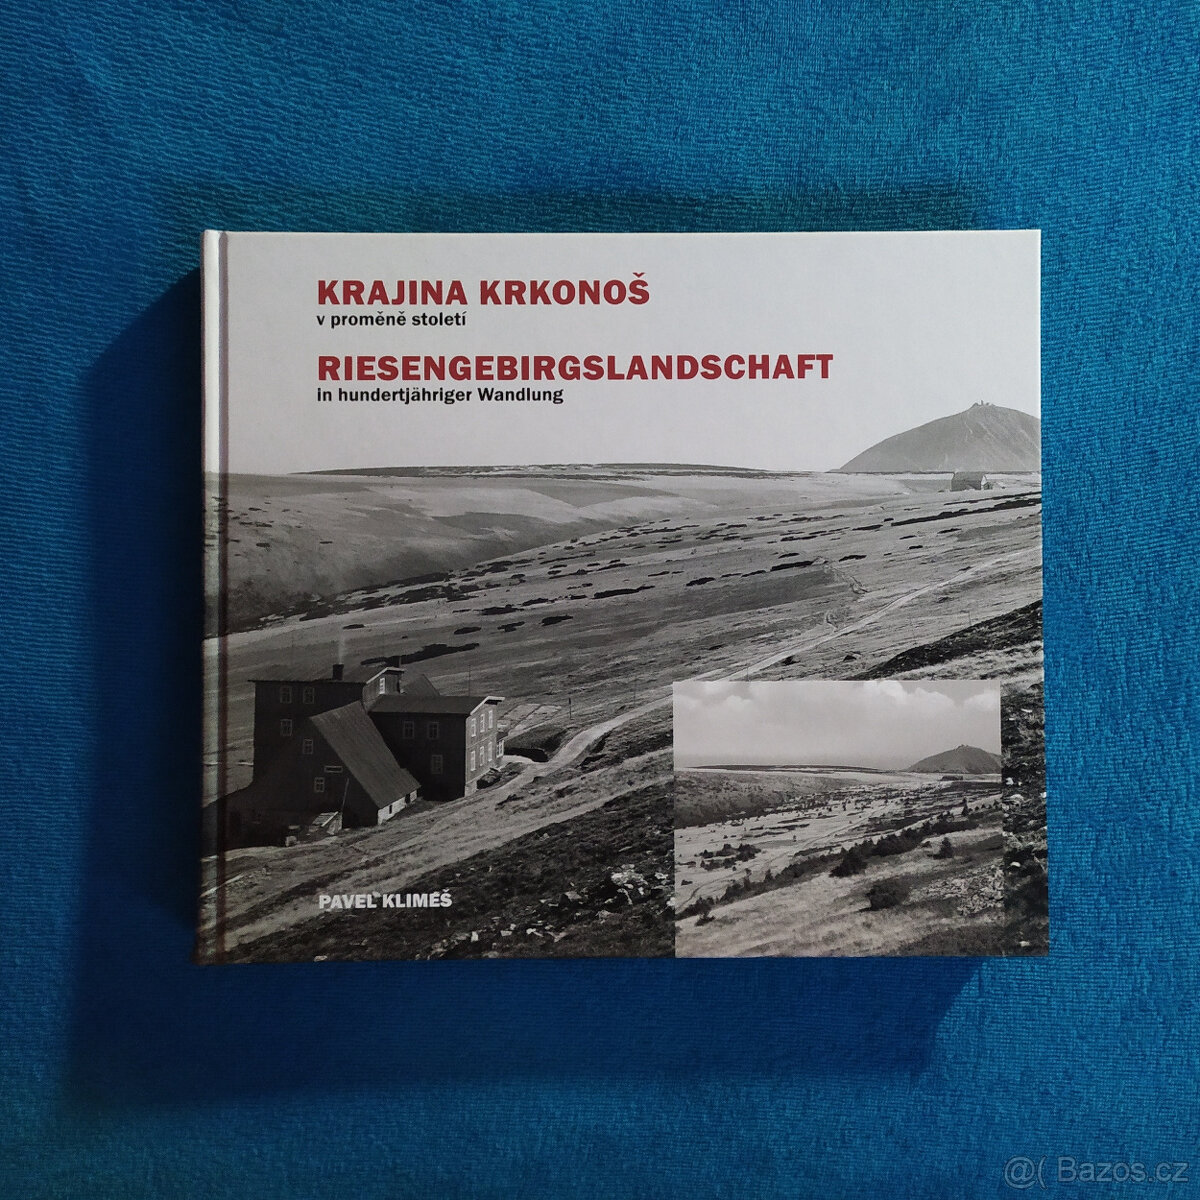 KRAJINA KRKONOŠ
v proměně století
RIESENGEBIRGSLANDSCHAFT
in hundertjähriger Wandlung
PAVEL KLIMEŠ
@( Bazos.cz